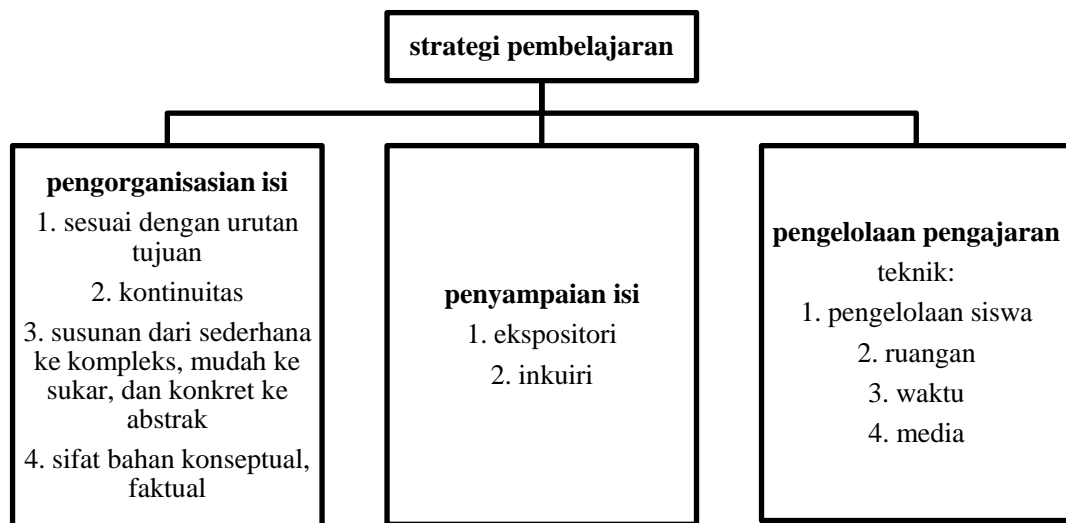 strategi pembelajaran
pengorganisasian isi
1. sesuai dengan urutan
tujuan
2. kontinuitas
3. susunan dari sederhana
ke kompleks, mudah ke
sukar, dan konkret ke
abstrak
4. sifat bahan konseptual,
faktual
penyampaian isi
1. ekspositori
2. inkuiri
pengelolaan pengajaran
teknik:
1. pengelolaan siswa
2. ruangan
3. waktu
4. media